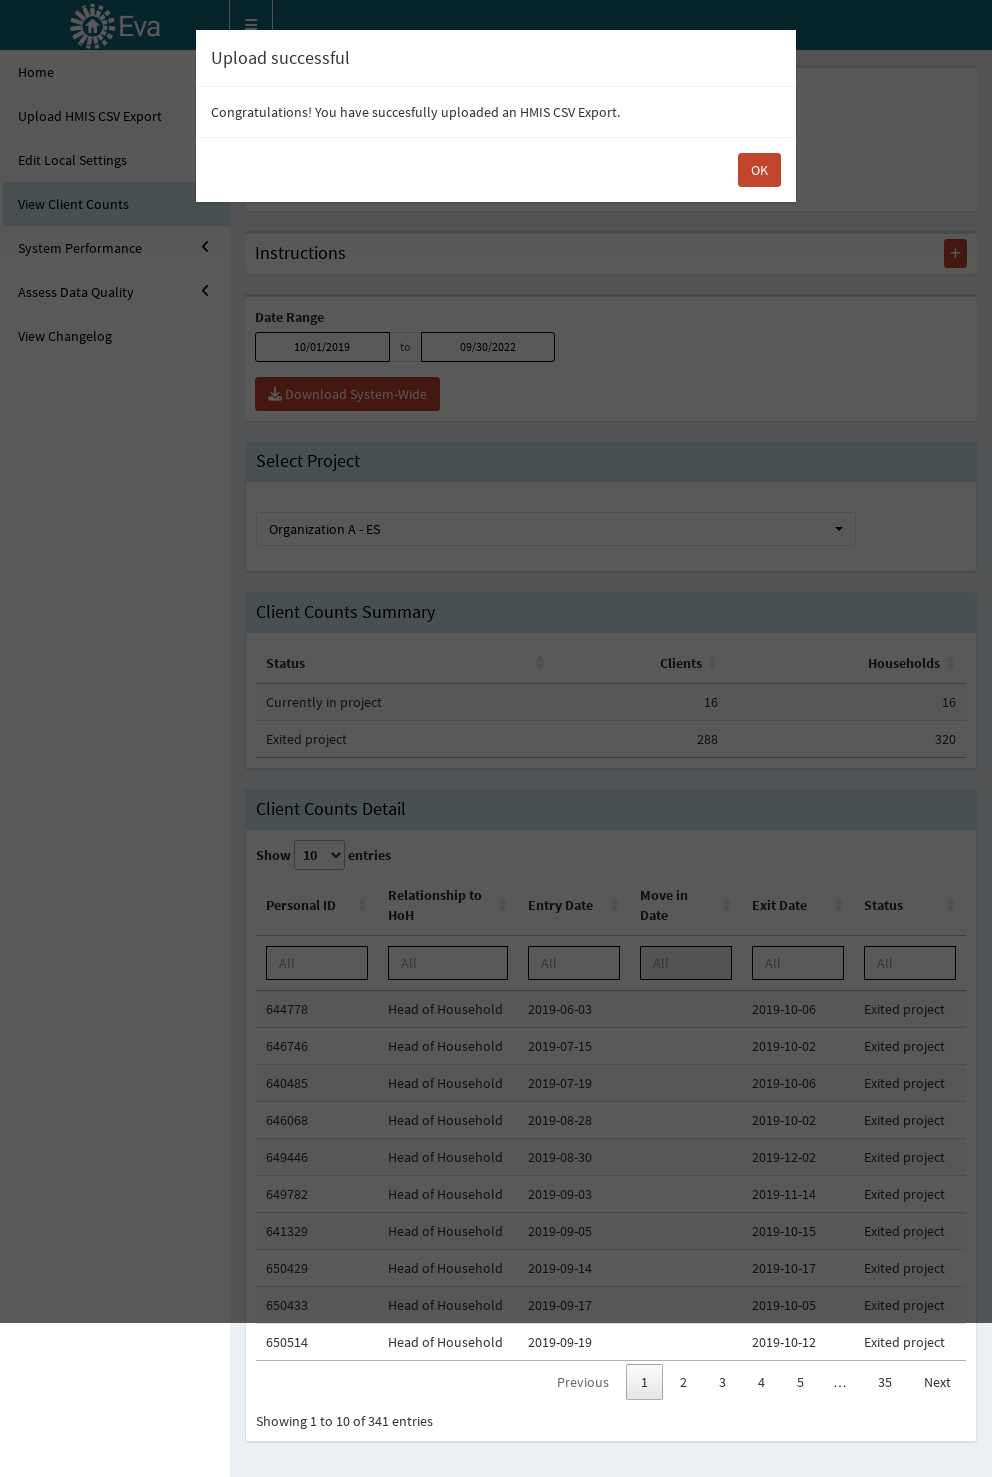 Eva
Upload successful
Congratulations! You have succesfully uploaded an HMIS CSV Export.
OK
Home
Upload HMIS CSV Export
Edit Local Settings
View Client Counts
System Performance
Assess Data Quality
View Changelog
Instructions
+
Date Range
10/01/2019 to 09/30/2022
Download System-Wide
Select Project
Organization A - ES
Client Counts Summary
Status Clients Households
Currently in project 16 16
Exited project 288 320
Client Counts Detail
Show 10 entries
Personal ID Relationship to HoH Entry Date Move in Date Exit Date Status
All All All All All All
644778 Head of Household 2019-06-03 2019-10-06 Exited project
646746 Head of Household 2019-07-15 2019-10-02 Exited project
640485 Head of Household 2019-07-19 2019-10-06 Exited project
646068 Head of Household 2019-08-28 2019-10-02 Exited project
649446 Head of Household 2019-08-30 2019-12-02 Exited project
649782 Head of Household 2019-09-03 2019-11-14 Exited project
641329 Head of Household 2019-09-05 2019-10-15 Exited project
650429 Head of Household 2019-09-14 2019-10-17 Exited project
650433 Head of Household 2019-09-17 2019-10-05 Exited project
650514 Head of Household 2019-09-19 2019-10-12 Exited project
Previous 1 2 3 4 5 … 35 Next
Showing 1 to 10 of 341 entries